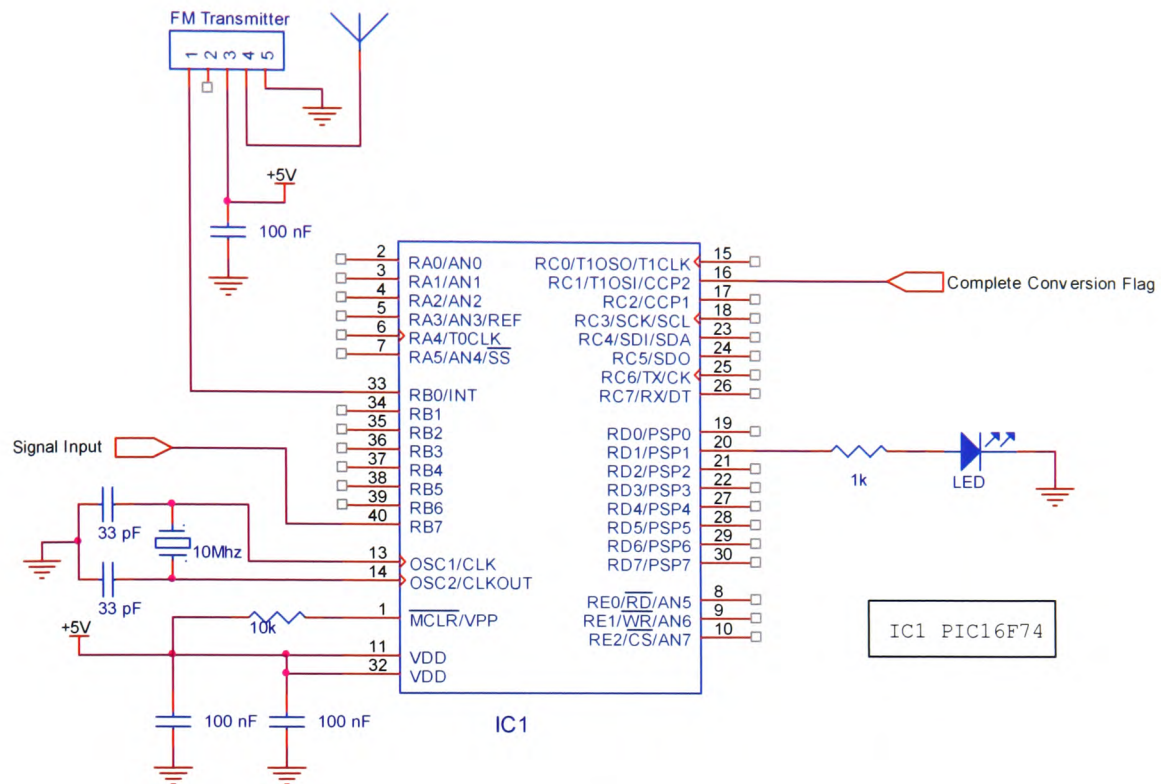 FM Transmitter
1 2 3 4 5
+5V
100 nF
2 RA0/AN0
3 RA1/AN1
4 RA2/AN2
5 RA3/AN3/REF
6 RA4/T0CLK
7 RA5/AN4/SS
33 RB0/INT
34 RB1
35 RB2
36 RB3
37 RB4
38 RB5
39 RB6
40 RB7
13 OSC1/CLK
14 OSC2/CLKOUT
1 MCLR/VPP
11 VDD
32 VDD
RC0/T1OSO/T1CLK 15
RC1/T1OSI/CCP2 16
RC2/CCP1 17
RC3/SCK/SCL 18
RC4/SDI/SDA 23
RC5/SDO 24
RC6/TX/CK 25
RC7/RX/DT 26
RD0/PSP0 19
RD1/PSP1 20
RD2/PSP2 21
RD3/PSP3 22
RD4/PSP4 27
RD5/PSP5 28
RD6/PSP6 29
RD7/PSP7 30
RE0/RD/AN5 8
RE1/WR/AN6 9
RE2/CS/AN7 10
Complete Conversion Flag
Signal Input
33 pF
10Mhz
33 pF
+5V
10k
100 nF
100 nF
1k
LED
IC1 PIC16F74
IC1